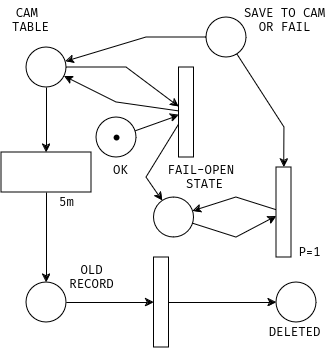 CAM
TABLE
SAVE TO CAM
OR FAIL
OK
FAIL-OPEN
STATE
5m
P=1
OLD
RECORD
DELETED